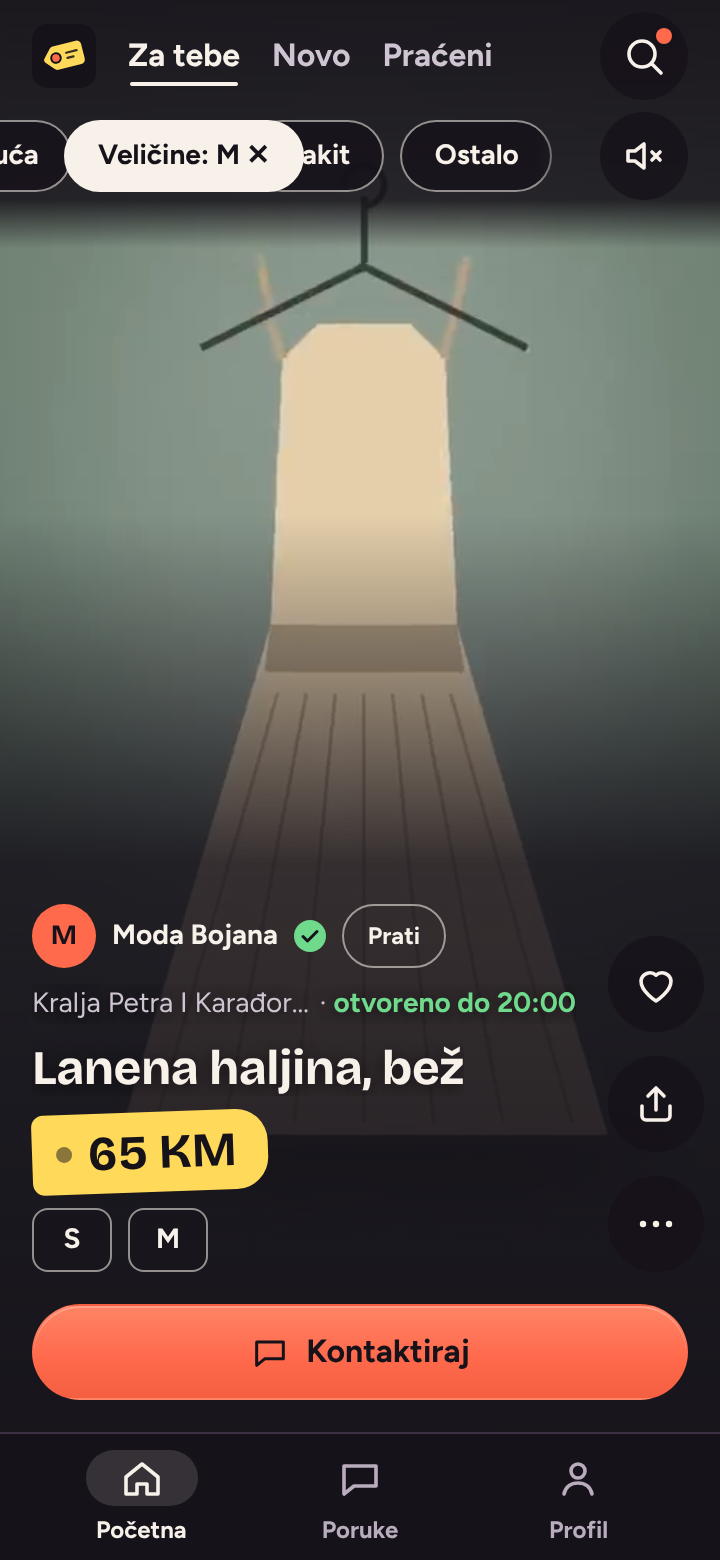 Za tebe Novo Praćeni
uća Veličine: M ✕ akit Ostalo
M Moda Bojana Prati
Kralja Petra I Karađor... · otvoreno do 20:00
Lanena haljina, bež
65 KM
S M
Kontaktiraj
Početna Poruke Profil